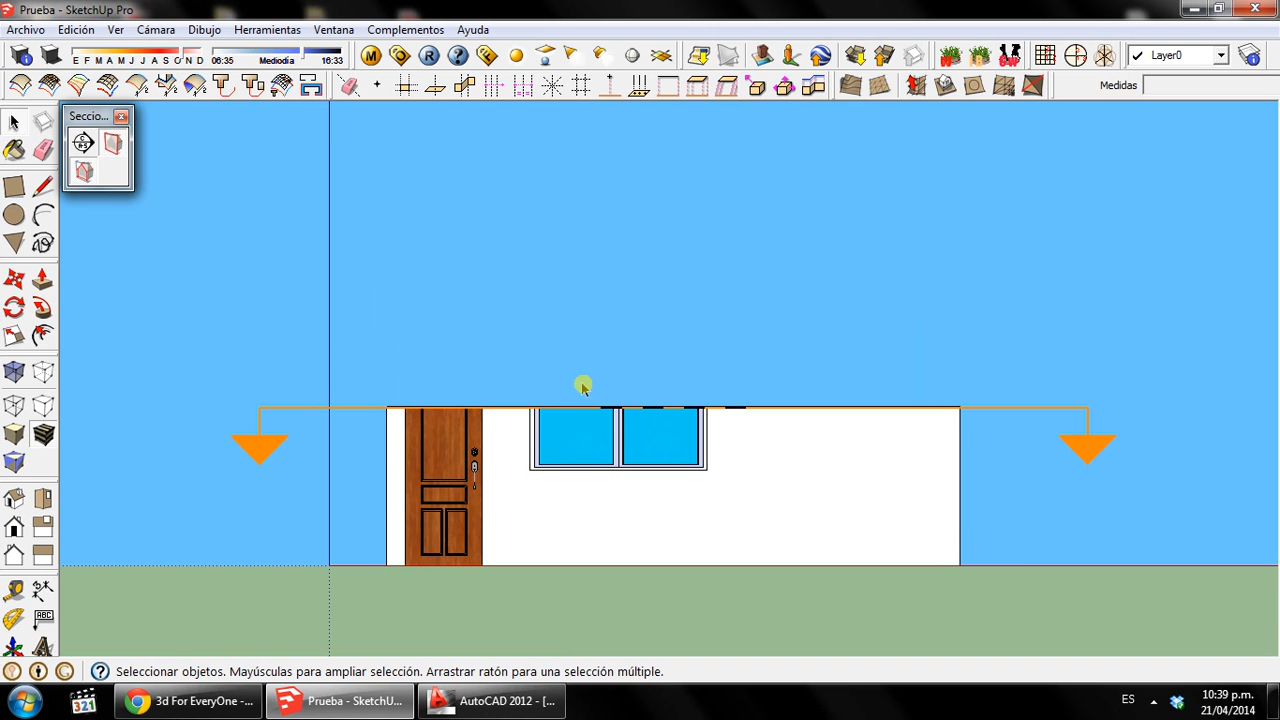 Prueba - SketchUp Pro
Archivo Edición Ver Cámara Dibujo Herramientas Ventana Complementos Ayuda
E F M A M J J A S O N D 06:35 Mediodía 16:33 Layer0
Medidas
Seccio...
ABC
Seleccionar objetos. Mayúsculas para ampliar selección. Arrastrar ratón para una selección múltiple.
321 3d For EveryOne -... Prueba - SketchU... AutoCAD 2012 - [... ES 10:39 p.m.
21/04/2014